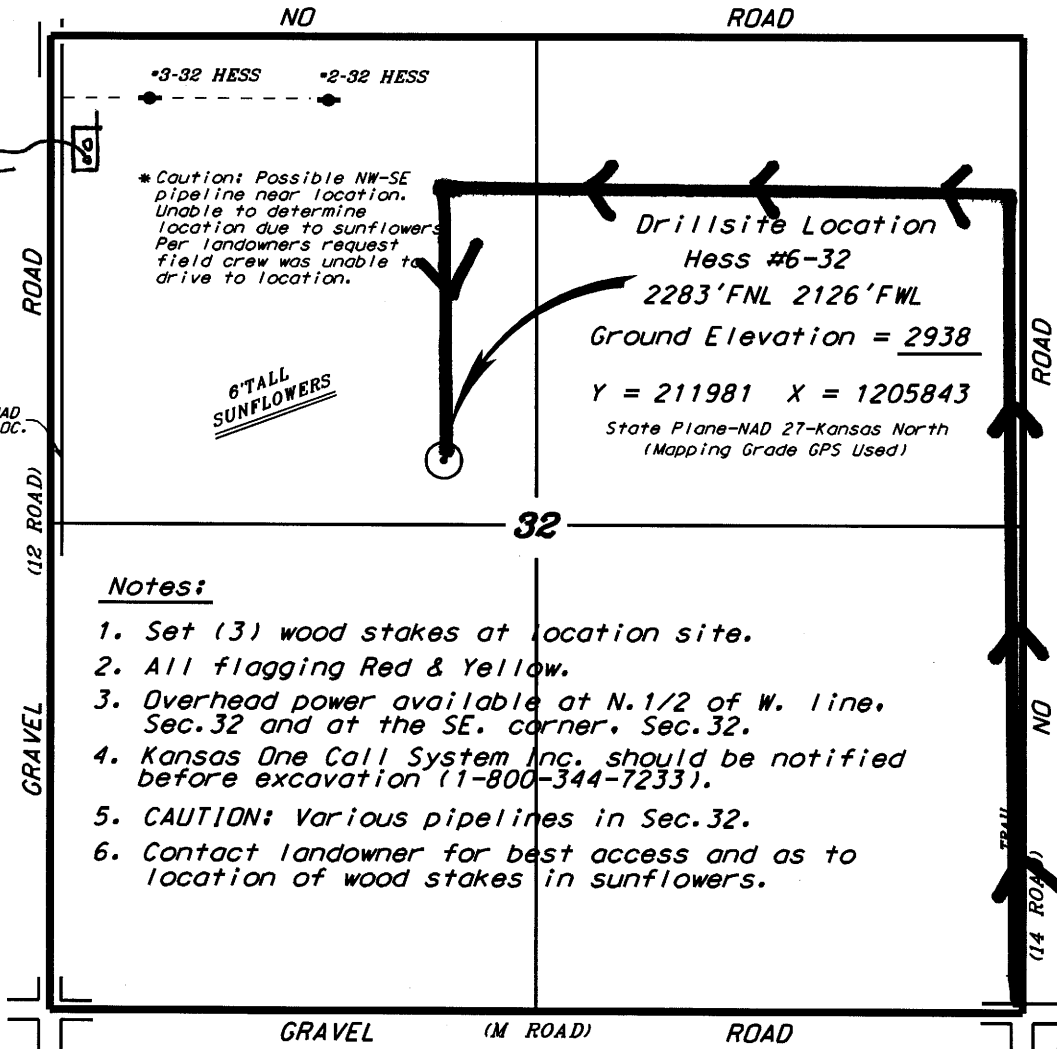 NO ROAD
•3-32 HESS •2-32 HESS
* Caution: Possible NW-SE
pipeline near location.
Unable to determine
location due to sunflowers
Per landowners request
field crew was unable to
drive to location.
Drillsite Location
Hess #6-32
2283'FNL 2126'FWL
Ground Elevation = 2938
Y = 211981 X = 1205843
State Plane-NAD 27-Kansas North
(Mapping Grade GPS Used)
6'TALL
SUNFLOWERS
ROAD
(12 ROAD)
GRAVEL
32
ROAD
NO
TRAIL
(14 ROAD)
Notes:
1. Set (3) wood stakes at location site.
2. All flagging Red & Yellow.
3. Overhead power available at N.1/2 of W. line,
Sec.32 and at the SE. corner, Sec.32.
4. Kansas One Call System Inc. should be notified
before excavation (1-800-344-7233).
5. CAUTION: Various pipelines in Sec.32.
6. Contact landowner for best access and as to
location of wood stakes in sunflowers.
GRAVEL (M ROAD) ROAD